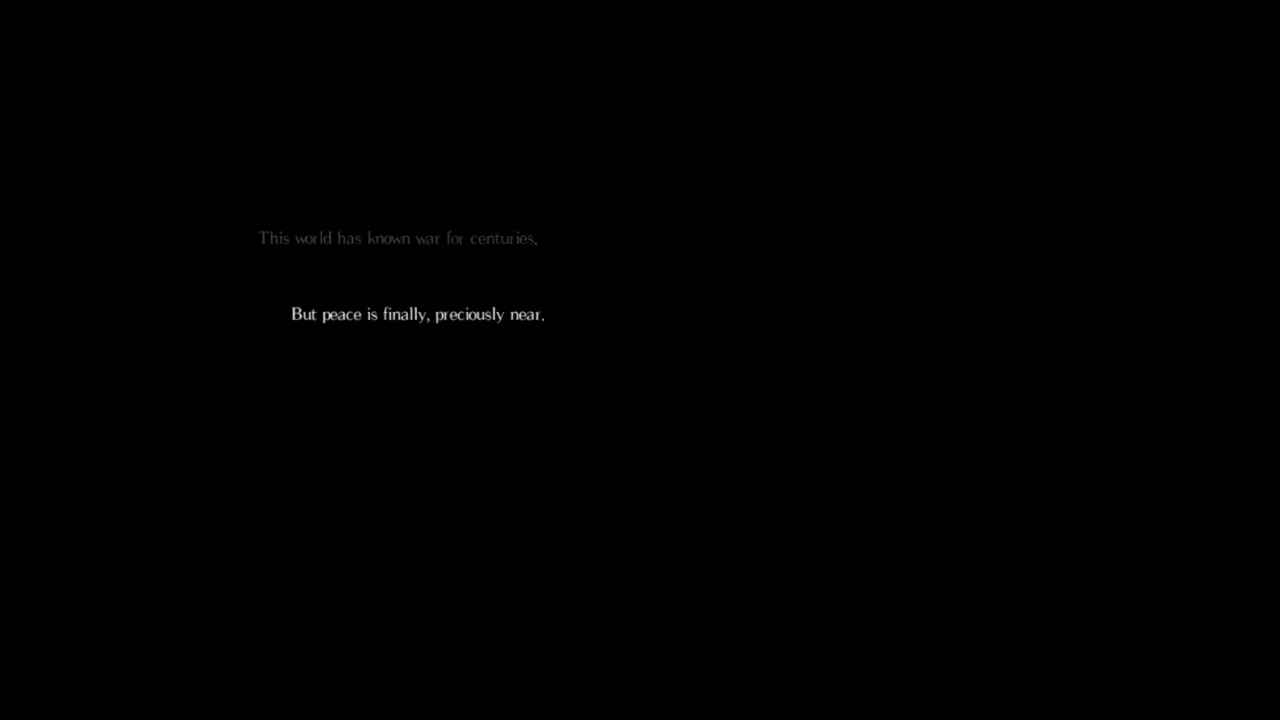 This world has known war for centuries.
But peace is finally, preciously near.